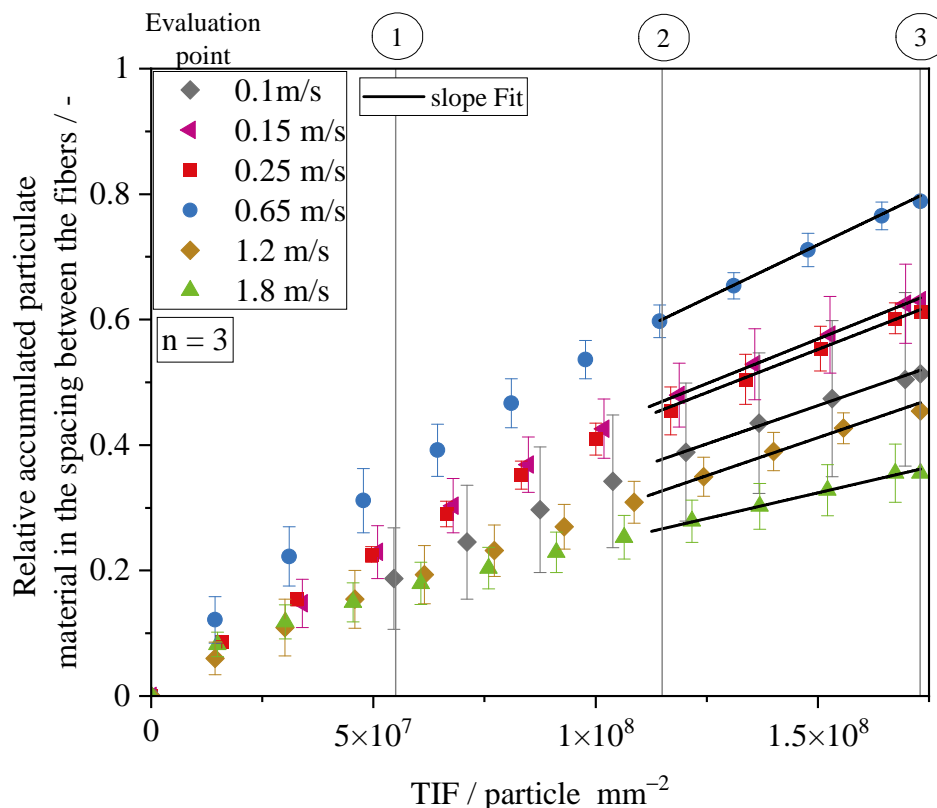 Evaluation
point
1
2
3
0.1m/s
0.15 m/s
0.25 m/s
0.65 m/s
1.2 m/s
1.8 m/s
slope Fit
n = 3
Relative accumulated particulate
material in the spacing between the fibers / -
1
0.8
0.6
0.4
0.2
0
0
5×10⁷
1×10⁸
1.5×10⁸
TIF / particle mm⁻²